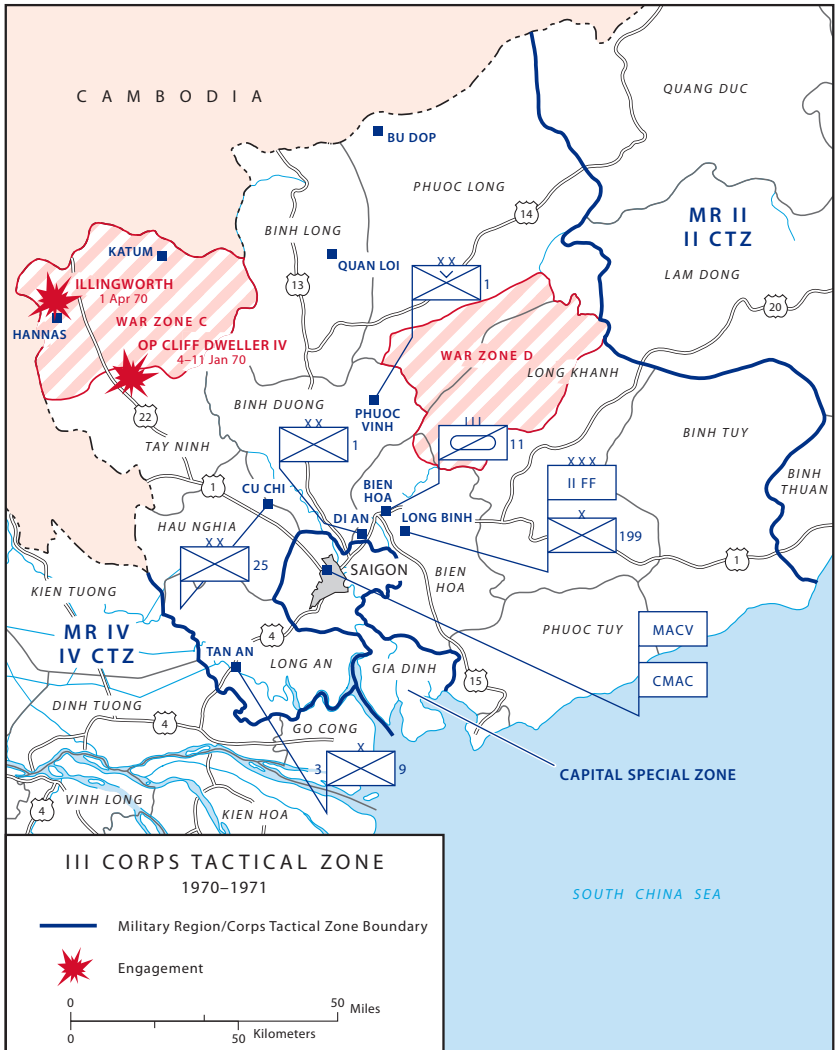 CAMBODIA
QUANG DUC
BU DOP
PHUOC LONG
14
MR II
II CTZ
BINH LONG
KATUM
QUAN LOI
LAM DONG
XX
1
13
ILLINGWORTH
1 Apr 70
20
HANNAS
WAR ZONE C
OP CLIFF DWELLER IV
4–11 Jan 70
WAR ZONE D
LONG KHANH
22
BINH DUONG
PHUOC
VINH
XX
1
III
11
TAY NINH
BINH TUY
1
CU CHI
BIEN
HOA
XXX
II FF
BINH
THUAN
HAU NGHIA
DI AN
LONG BINH
X
199
XX
25
SAIGON
1
KIEN TUONG
BIEN
HOA
MR IV
IV CTZ
4
PHUOC TUY
MACV
TAN AN
LONG AN
GIA DINH
15
CMAC
DINH TUONG
4
GO CONG
X
3
9
CAPITAL SPECIAL ZONE
VINH LONG
4
KIEN HOA
III CORPS TACTICAL ZONE
1970–1971
Military Region/Corps Tactical Zone Boundary
Engagement
0
50
Miles
0
50
Kilometers
SOUTH CHINA SEA